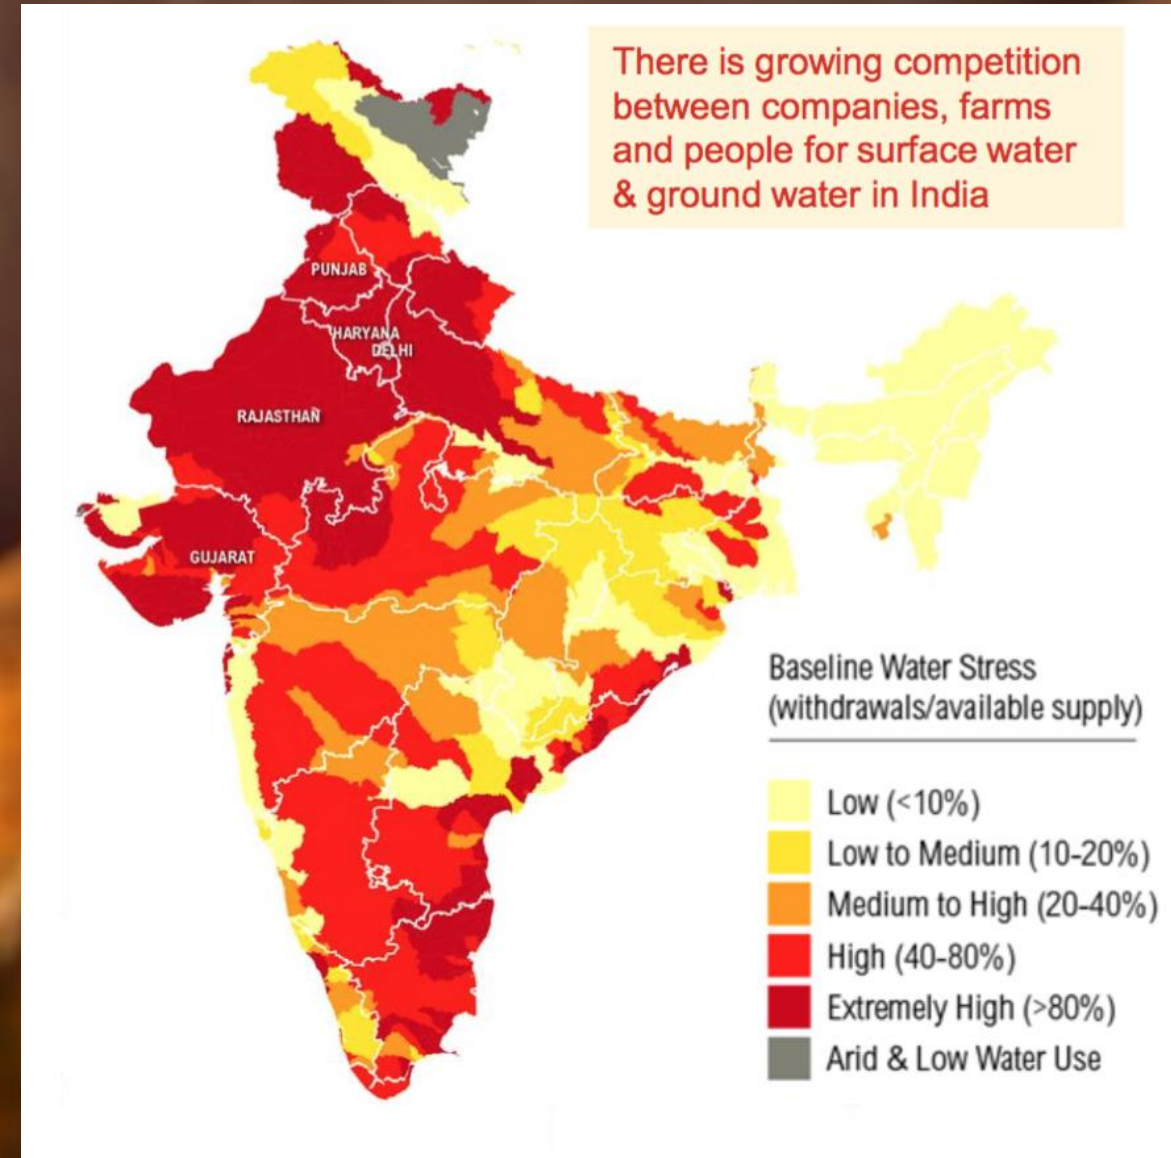 There is growing competition
between companies, farms
and people for surface water
& ground water in India
PUNJAB
HARYANA
DELHI
RAJASTHAN
GUJARAT
Baseline Water Stress
(withdrawals/available supply)
Low (<10%)
Low to Medium (10-20%)
Medium to High (20-40%)
High (40-80%)
Extremely High (>80%)
Arid & Low Water Use